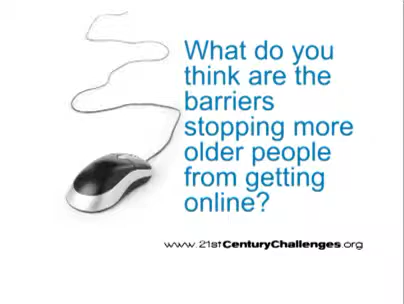 What do you
think are the
barriers
stopping more
older people
from getting
online?
www.21stCenturyChallenges.org